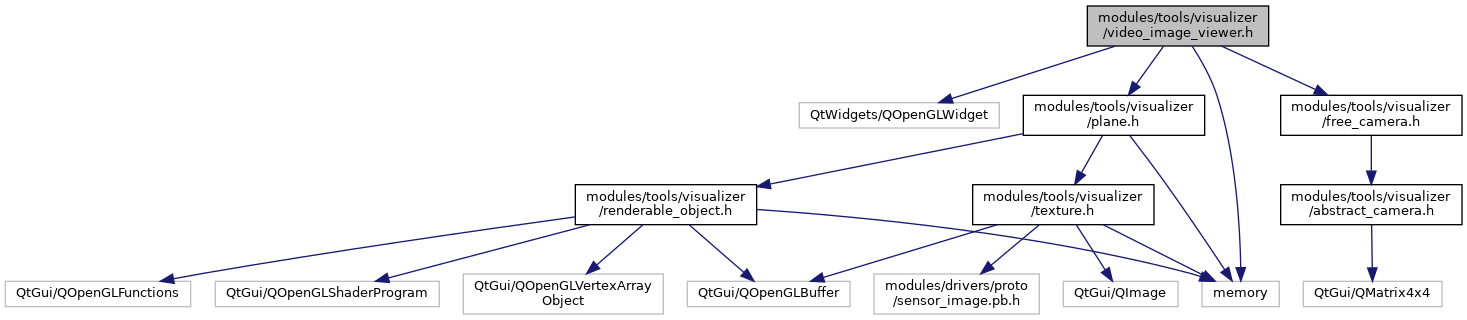 modules/tools/visualizer
/video_image_viewer.h
QtWidgets/QOpenGLWidget
modules/tools/visualizer
/plane.h
modules/tools/visualizer
/free_camera.h
modules/tools/visualizer
/renderable_object.h
modules/tools/visualizer
/texture.h
modules/tools/visualizer
/abstract_camera.h
QtGui/QOpenGLFunctions
QtGui/QOpenGLShaderProgram
QtGui/QOpenGLVertexArray
Object
QtGui/QOpenGLBuffer
modules/drivers/proto
/sensor_image.pb.h
QtGui/QImage
memory
QtGui/QMatrix4x4